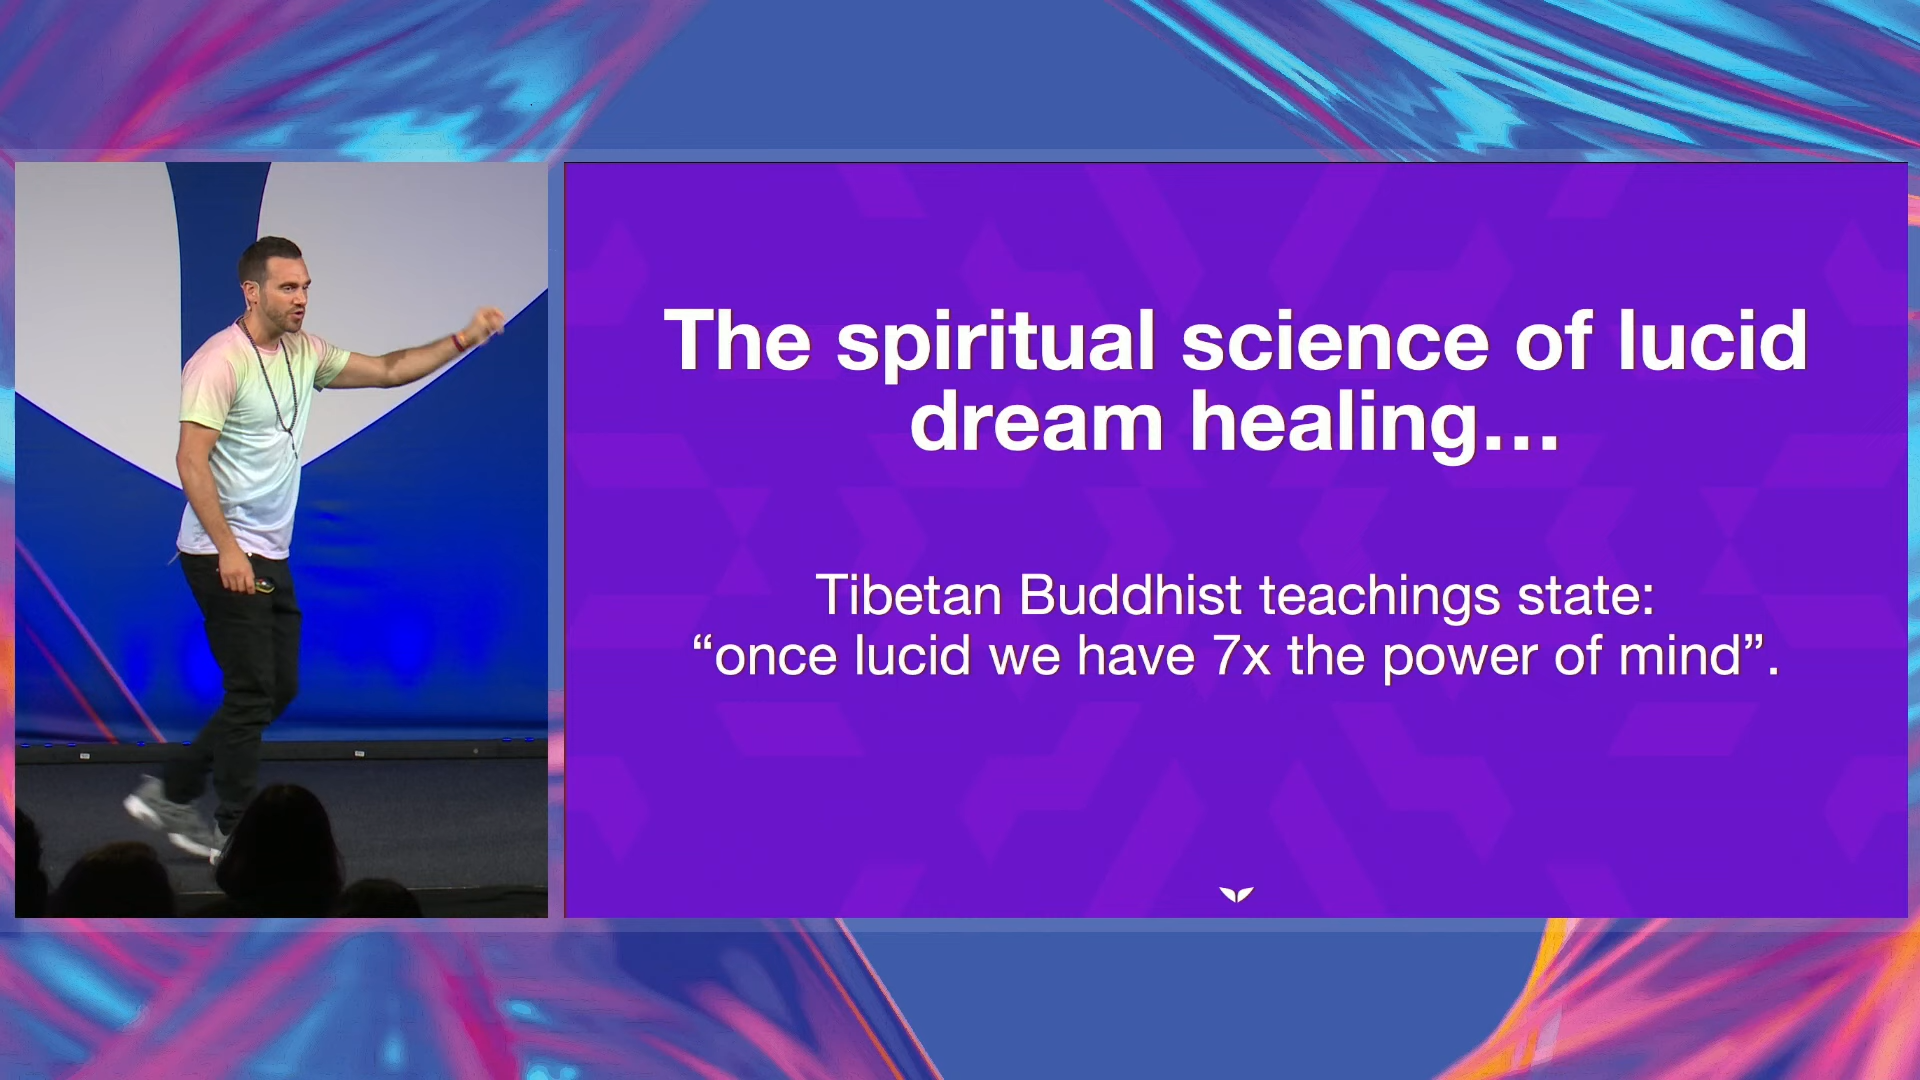 The spiritual science of lucid
dream healing…
Tibetan Buddhist teachings state:
“once lucid we have 7x the power of mind”.